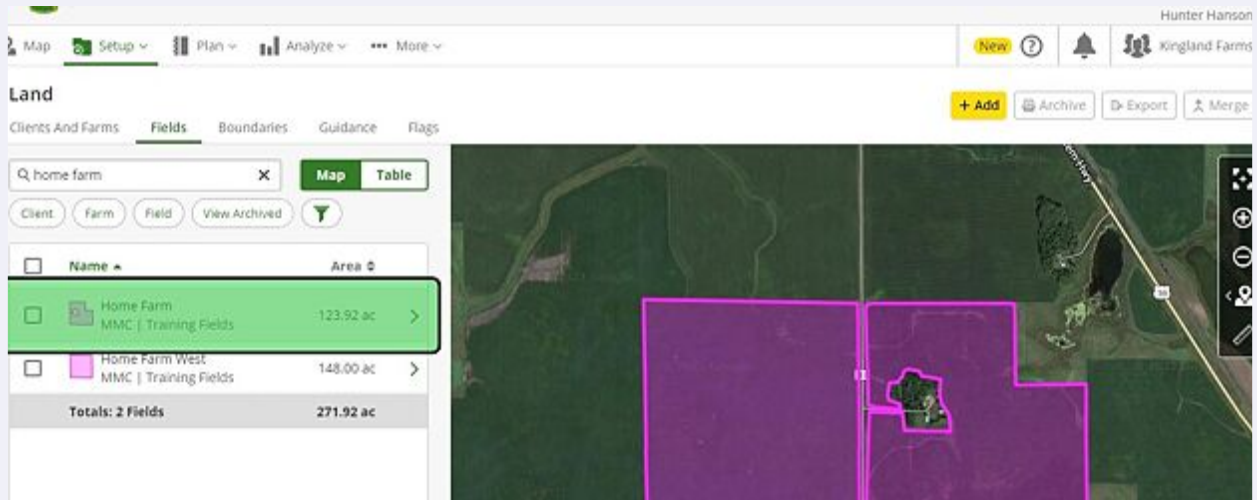 Hunter Hanson
Map Setup Plan Analyze More New Kingland Farms
Land
+ Add Archive Export Merge
Clients And Farms Fields Boundaries Guidance Flags
home farm Map Table
Client Farm Field View Archived
Name Area
Home Farm
MMC | Training Fields 123.92 ac
Home Farm West
MMC | Training Fields 148.00 ac
Totals: 2 Fields 271.92 ac